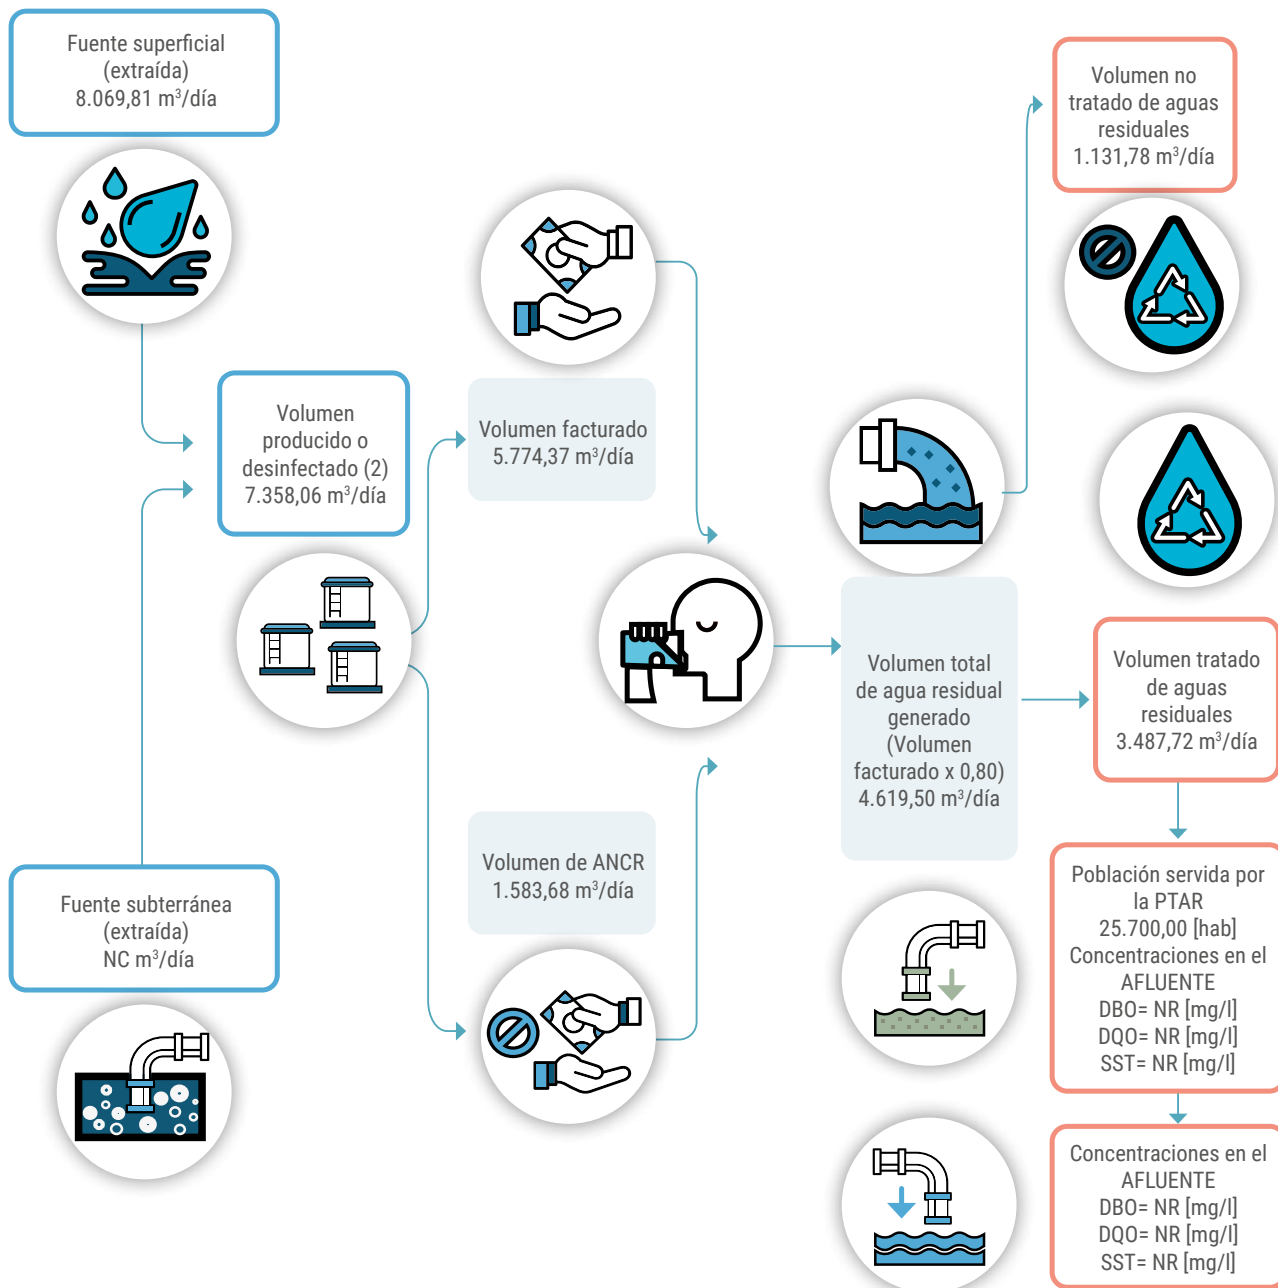 Fuente superficial
(extraída)
8.069,81 m³/día
Fuente subterránea
(extraída)
NC m³/día
Volumen
producido o
desinfectado (2)
7.358,06 m³/día
Volumen facturado
5.774,37 m³/día
Volumen de ANCR
1.583,68 m³/día
Volumen total
de agua residual
generado
(Volumen
facturado x 0,80)
4.619,50 m³/día
Volumen no
tratado de aguas
residuales
1.131,78 m³/día
Volumen tratado
de aguas
residuales
3.487,72 m³/día
Población servida por
la PTAR
25.700,00 [hab]
Concentraciones en el
AFLUENTE
DBO= NR [mg/l]
DQO= NR [mg/l]
SST= NR [mg/l]
Concentraciones en el
AFLUENTE
DBO= NR [mg/l]
DQO= NR [mg/l]
SST= NR [mg/l]